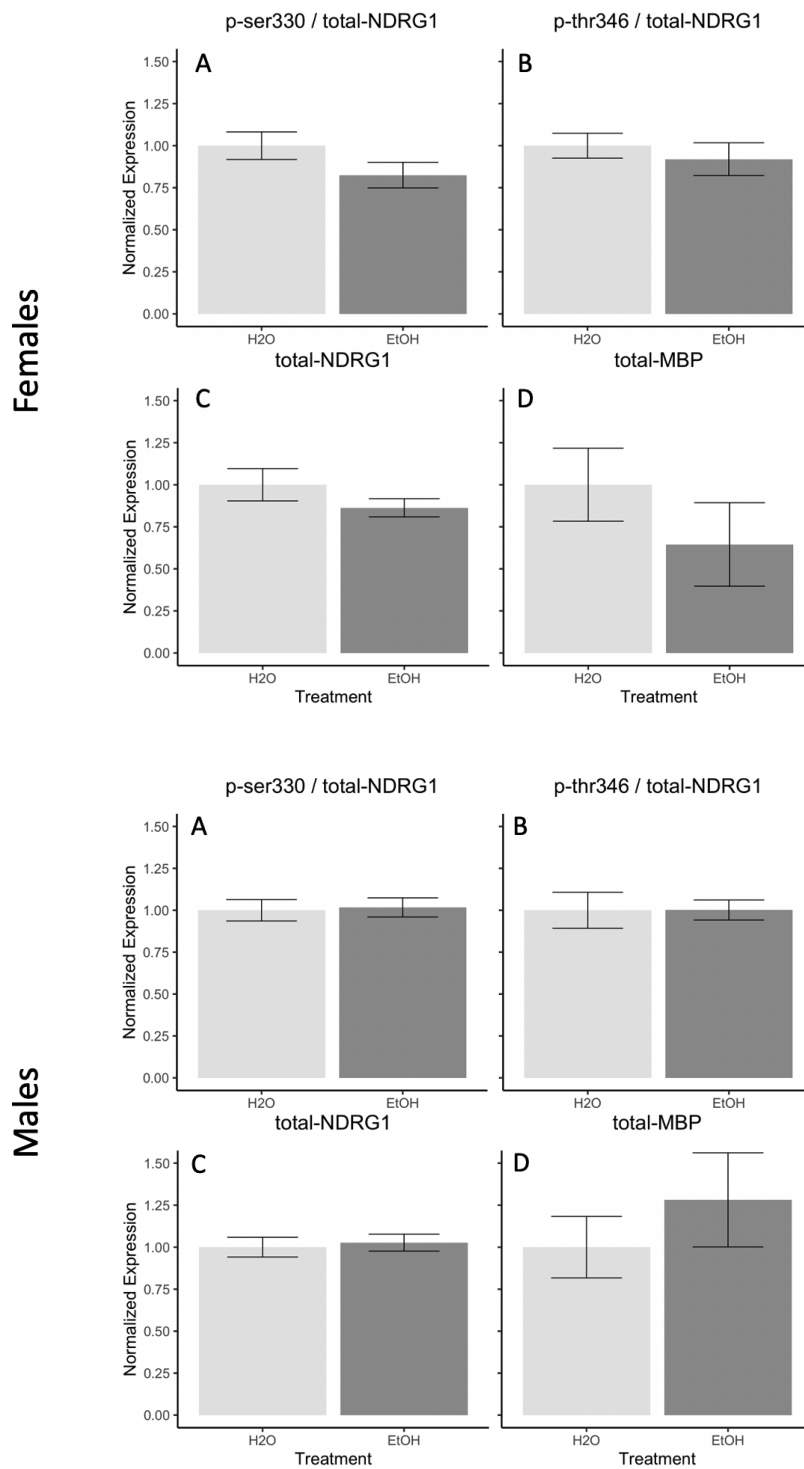 Females
p-ser330 / total-NDRG1
A
Normalized Expression
1.50
1.25
1.00
0.75
0.50
0.25
0.00
H2O
EtOH
p-thr346 / total-NDRG1
B
H2O
EtOH
total-NDRG1
C
Normalized Expression
1.50
1.25
1.00
0.75
0.50
0.25
0.00
H2O
EtOH
Treatment
total-MBP
D
H2O
EtOH
Treatment
Males
p-ser330 / total-NDRG1
A
Normalized Expression
1.50
1.25
1.00
0.75
0.50
0.25
0.00
H2O
EtOH
p-thr346 / total-NDRG1
B
H2O
EtOH
total-NDRG1
C
Normalized Expression
1.50
1.25
1.00
0.75
0.50
0.25
0.00
H2O
EtOH
Treatment
total-MBP
D
H2O
EtOH
Treatment